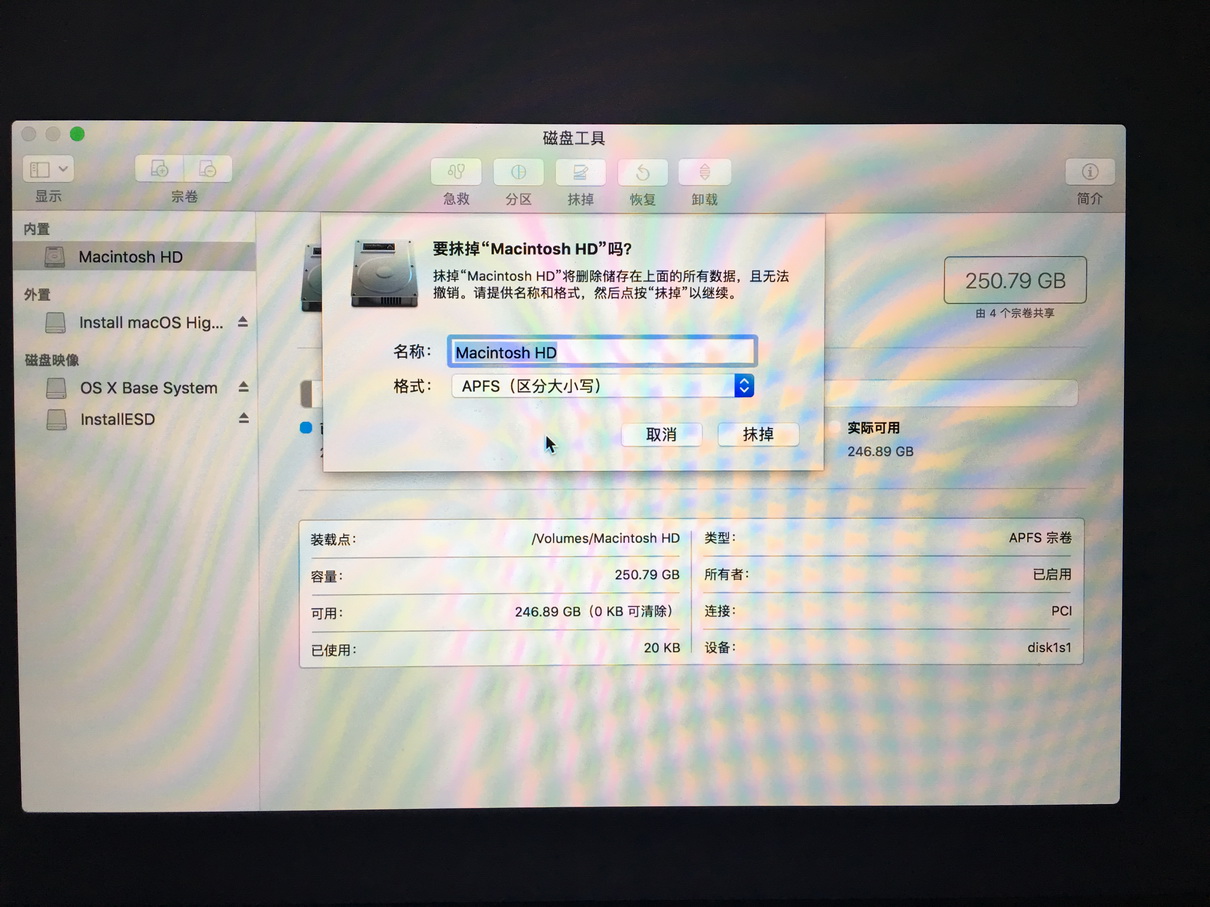 磁盘工具
显示
宗卷
急救
分区
抹掉
恢复
卸载
简介
内置
Macintosh HD
外置
Install macOS Hig...
磁盘映像
OS X Base System
InstallESD
要抹掉“Macintosh HD”吗?
抹掉“Macintosh HD”将删除储存在上面的所有数据，且无法
撤销。请提供名称和格式，然后点按“抹掉”以继续。
名称：
Macintosh HD
格式：
APFS（区分大小写）
取消
抹掉
250.79 GB
由 4 个宗卷共享
实际可用
246.89 GB
装载点：
/Volumes/Macintosh HD
容量：
250.79 GB
可用：
246.89 GB（0 KB 可清除）
已使用：
20 KB
类型：
APFS 宗卷
所有者：
已启用
连接：
PCI
设备：
disk1s1